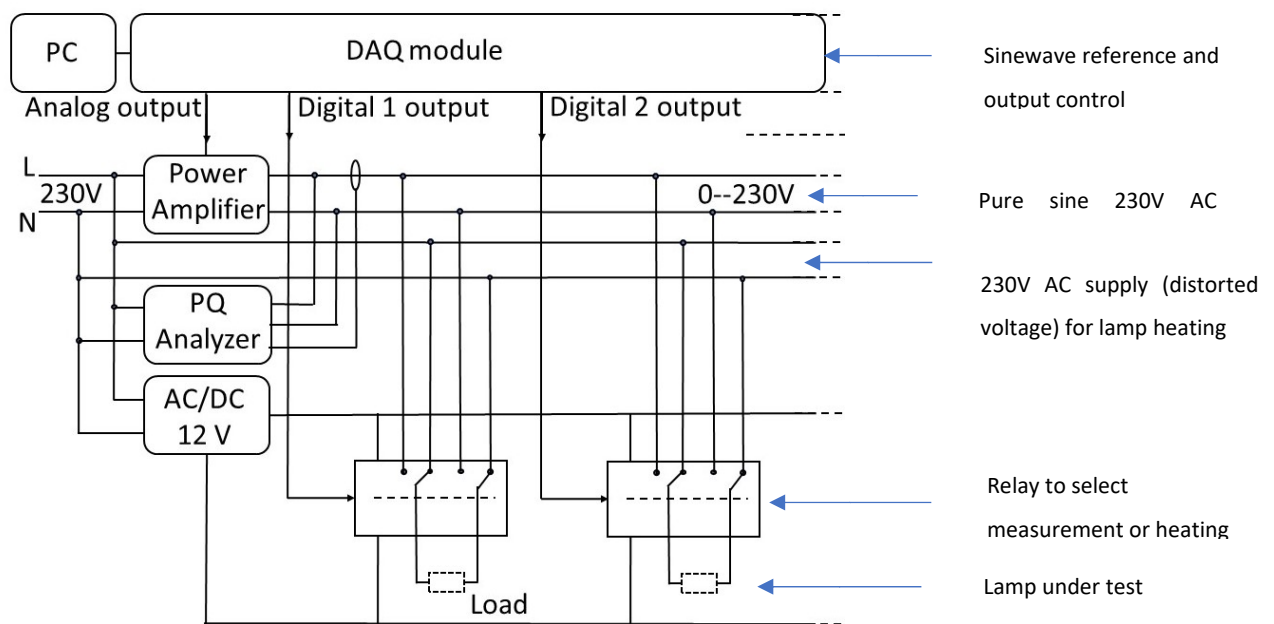 PC
DAQ module
Sinewave reference and
output control
Analog output
Digital 1 output
Digital 2 output
L
230V
N
Power
Amplifier
0--230V
Pure sine 230V AC
230V AC supply (distorted
voltage) for lamp heating
PQ
Analyzer
AC/DC
12 V
Relay to select
measurement or heating
Load
Lamp under test